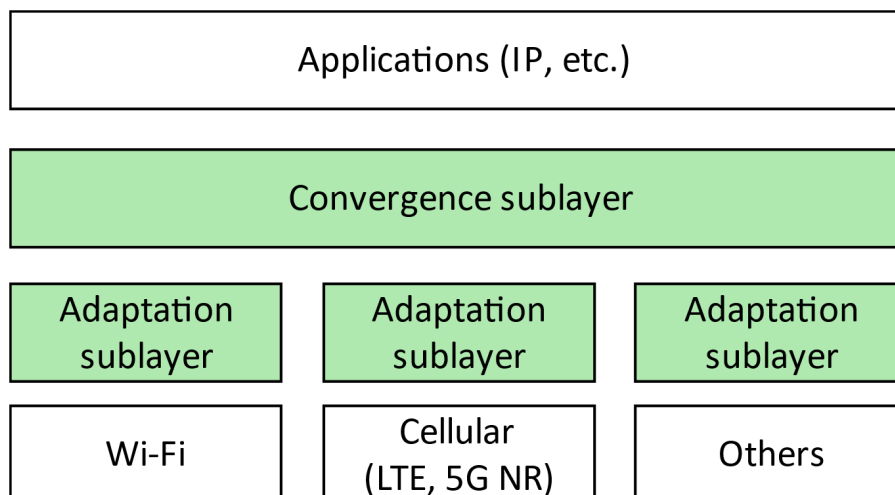 Applications (IP, etc.)
Convergence sublayer
Adaptation
sublayer
Adaptation
sublayer
Adaptation
sublayer
Wi-Fi
Cellular
(LTE, 5G NR)
Others